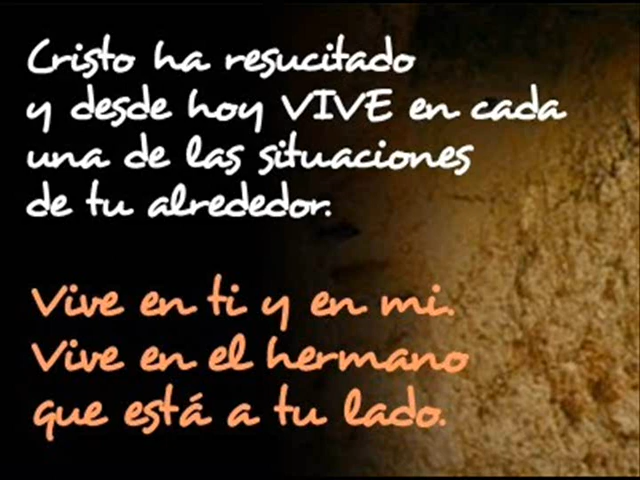 Cristo ha resucitado
y desde hoy VIVE en cada
una de las situaciones
de tu alrededor.
Vive en ti y en mi.
Vive en el hermano
que está a tu lado.